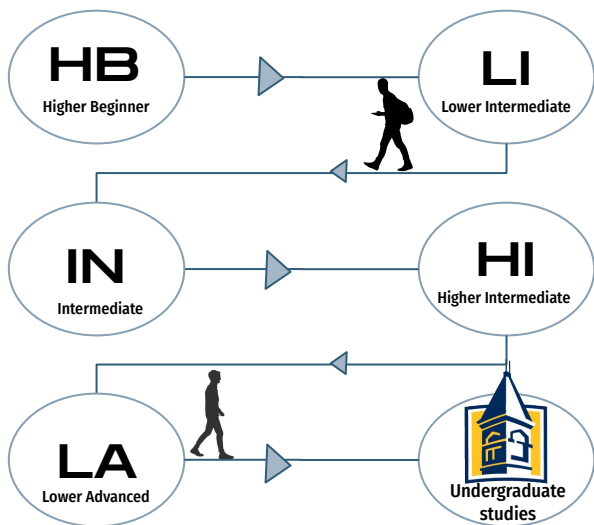 HB
Higher Beginner
LI
Lower Intermediate
IN
Intermediate
HI
Higher Intermediate
LA
Lower Advanced
Undergraduate
studies